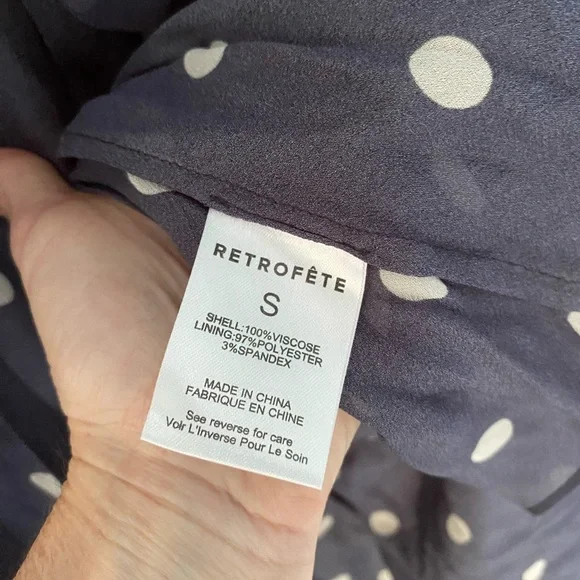 RETROFÊTE
S
SHELL:100%VISCOSE
LINING:97%POLYESTER
3%SPANDEX
MADE IN CHINA
FABRIQUE EN CHINE
See reverse for care
Voir L'Inverse Pour Le Soin